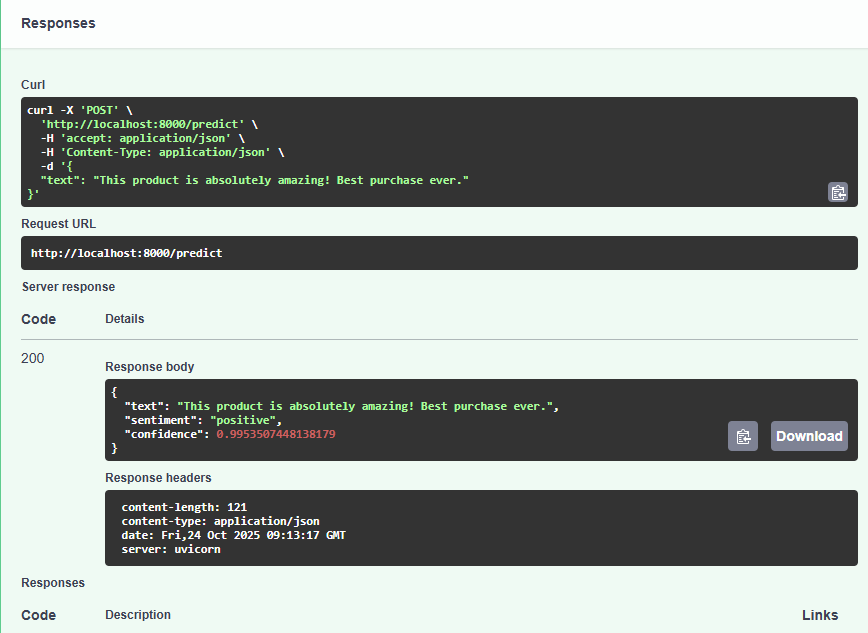 Responses
Curl
curl -X 'POST' \
  'http://localhost:8000/predict' \
  -H 'accept: application/json' \
  -H 'Content-Type: application/json' \
  -d '{
  "text": "This product is absolutely amazing! Best purchase ever."
}'
Request URL
http://localhost:8000/predict
Server response
Code Details
200
Response body
{
  "text": "This product is absolutely amazing! Best purchase ever.",
  "sentiment": "positive",
  "confidence": 0.9953507448138179
}
Download
Response headers
content-length: 121
content-type: application/json
date: Fri,24 Oct 2025 09:13:17 GMT
server: uvicorn
Responses
Code Description Links